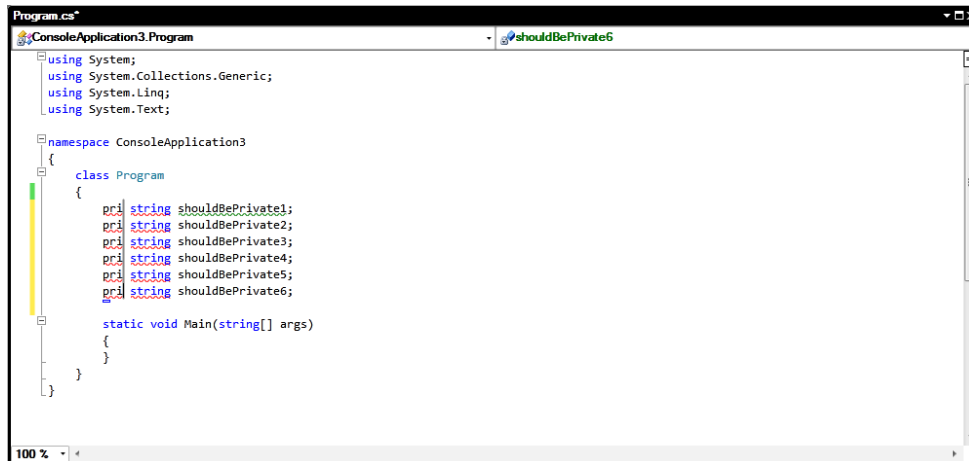 Program.cs*
ConsoleApplication3.Program
shouldBePrivate6
using System;
using System.Collections.Generic;
using System.Linq;
using System.Text;
namespace ConsoleApplication3
{
class Program
{
pri string shouldBePrivate1;
pri string shouldBePrivate2;
pri string shouldBePrivate3;
pri string shouldBePrivate4;
pri string shouldBePrivate5;
pri string shouldBePrivate6;
static void Main(string[] args)
{
}
}
}
100 %